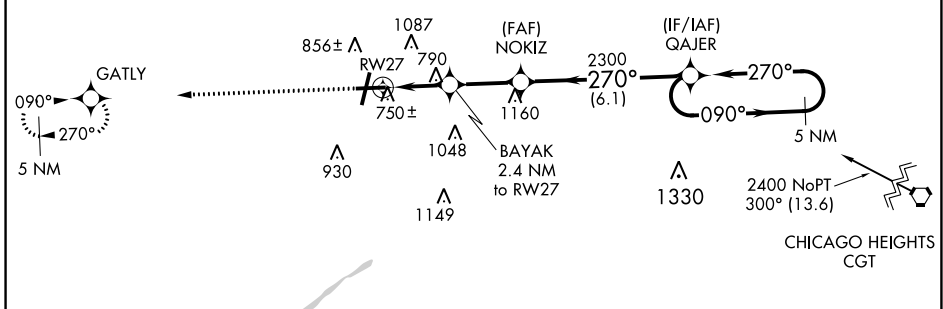 GATLY
090°
270°
5 NM
856±
1087
790
RW27
750±
930
1048
1149
BAYAK
2.4 NM
to RW27
(FAF)
NOKIZ
1160
2300
270°
(6.1)
(IF/IAF)
QAJER
270°
090°
5 NM
1330
2400 NoPT
300° (13.6)
CHICAGO HEIGHTS
CGT